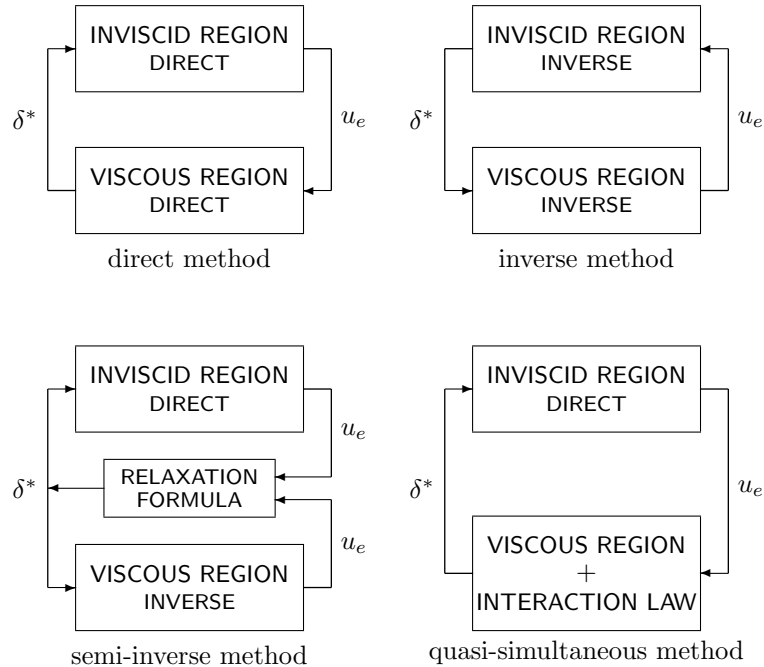 INVISCID REGION
DIRECT
δ*
u_e
VISCOUS REGION
DIRECT
direct method
INVISCID REGION
INVERSE
δ*
u_e
VISCOUS REGION
INVERSE
inverse method
INVISCID REGION
DIRECT
u_e
RELAXATION
FORMULA
δ*
u_e
VISCOUS REGION
INVERSE
semi-inverse method
INVISCID REGION
DIRECT
δ*
u_e
VISCOUS REGION
+
INTERACTION LAW
quasi-simultaneous method